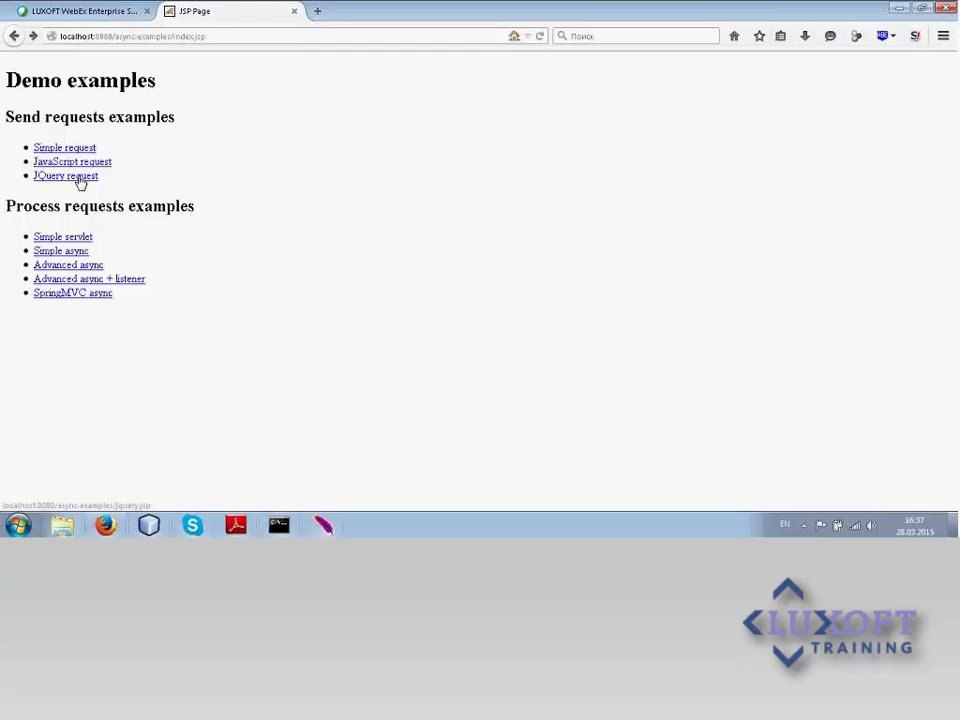 LUXOFT WebEx Enterprise S...
JSP Page
localhost:8080/async-examples/index.jsp
Поиск
Demo examples
Send requests examples
Simple request
JavaScript request
JQuery request
Process requests examples
Simple servlet
Simple async
Advanced async
Advanced async + listener
SpringMVC async
localhost:8080/async-examples/jquery.jsp
EN
16:37
28.03.2015
LUXOFT
TRAINING